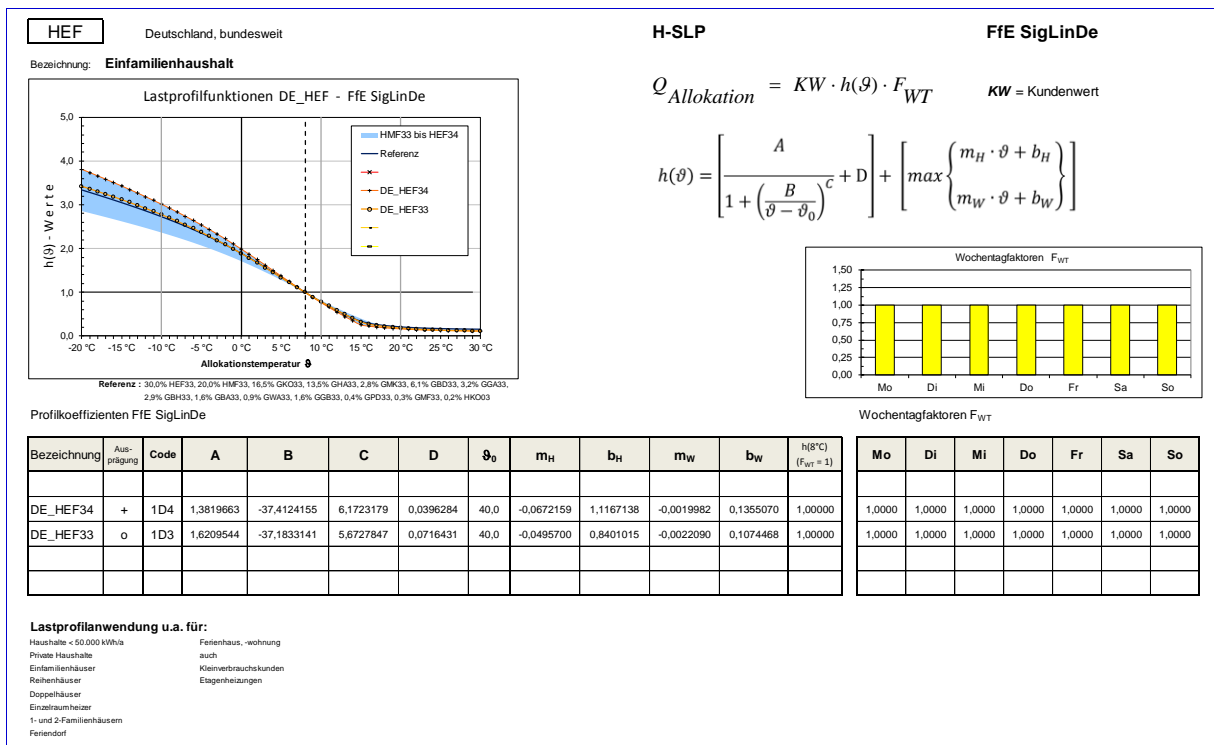 HEF
Deutschland, bundesweit
H-SLP
FfE SigLinDe
Bezeichnung: Einfamilienhaushalt
Q Allokation = KW · h(ϑ) · F WT
KW = Kundenwert
h(ϑ) = [ A / (1 + (B / (ϑ − ϑ₀))^C) + D ] + [ max { m_H · ϑ + b_H ; m_W · ϑ + b_W } ]
Lastprofilfunktionen DE_HEF - FfE SigLinDe
h(ϑ) - Werte
5,0
4,0
3,0
2,0
1,0
0,0
HMF33 bis HEF34
Referenz
DE_HEF34
DE_HEF33
-20 °C -15 °C -10 °C -5 °C 0 °C 5 °C 10 °C 15 °C 20 °C 25 °C 30 °C
Allokationstemperatur ϑ
Referenz : 30,0% HEF33, 20,0% HMF33, 16,5% GKO33, 13,5% GHA33, 2,8% GMK33, 6,1% GBD33, 3,2% GGA33,
2,9% GBH33, 1,6% GBA33, 0,9% GWA33, 1,6% GGB33, 0,4% GPD33, 0,3% GMF33, 0,2% HKO03
Wochentagfaktoren F WT
1,50
1,25
1,00
0,75
0,50
0,25
0,00
Mo Di Mi Do Fr Sa So
Profilkoeffizienten FfE SigLinDe
Wochentagfaktoren F WT
Bezeichnung Aus-prägung Code A B C D ϑ₀ m_H b_H m_W b_W h(8°C) (F WT = 1) Mo Di Mi Do Fr Sa So
DE_HEF34 + 1D4 1,3819663 -37,4124155 6,1723179 0,0396284 40,0 -0,0672159 1,1167138 -0,0019982 0,1355070 1,00000 1,0000 1,0000 1,0000 1,0000 1,0000 1,0000 1,0000
DE_HEF33 o 1D3 1,6209544 -37,1833141 5,6727847 0,0716431 40,0 -0,0495700 0,8401015 -0,0022090 0,1074468 1,00000 1,0000 1,0000 1,0000 1,0000 1,0000 1,0000 1,0000
Lastprofilanwendung u.a. für:
Haushalte < 50.000 kWh/a
Private Haushalte
Einfamilienhäuser
Reihenhäuser
Doppelhäuser
Einzelraumheizer
1- und 2-Familienhäusern
Feriendorf
Ferienhaus, -wohnung
auch
Kleinverbrauchskunden
Etagenheizungen